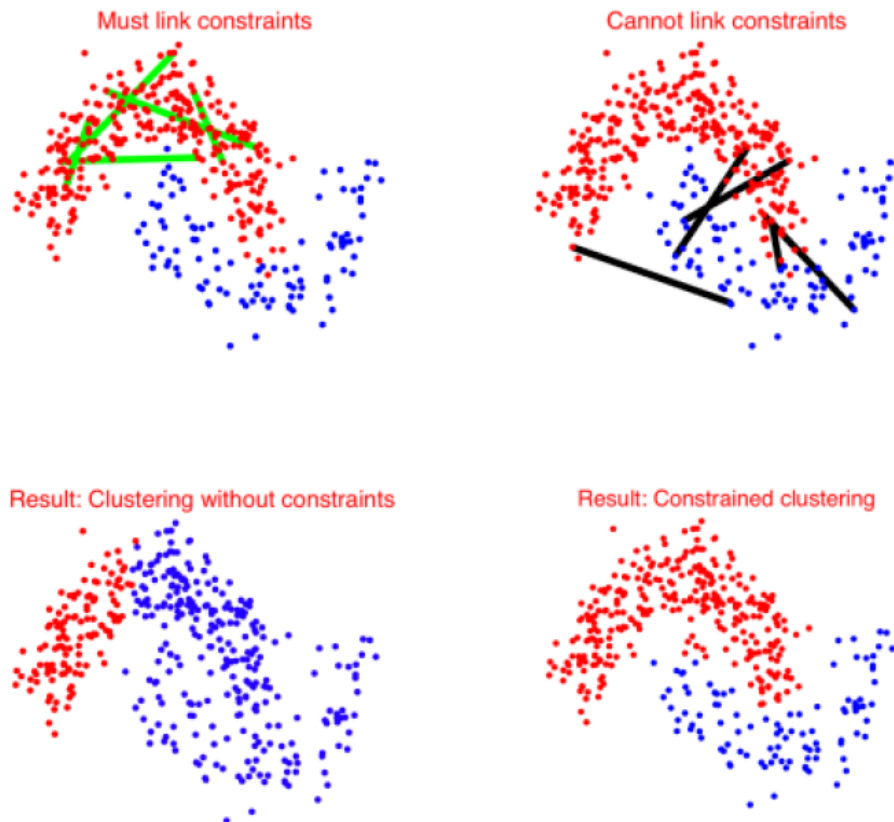 Must link constraints
Cannot link constraints
Result: Clustering without constraints
Result: Constrained clustering